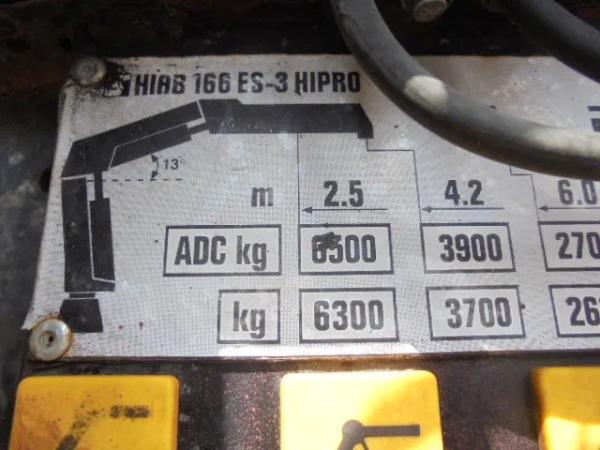 HIAB 166 ES-3 HIPRO
13°
m 2.5 4.2 6.0
ADC kg 6500 3900 270
kg 6300 3700 26